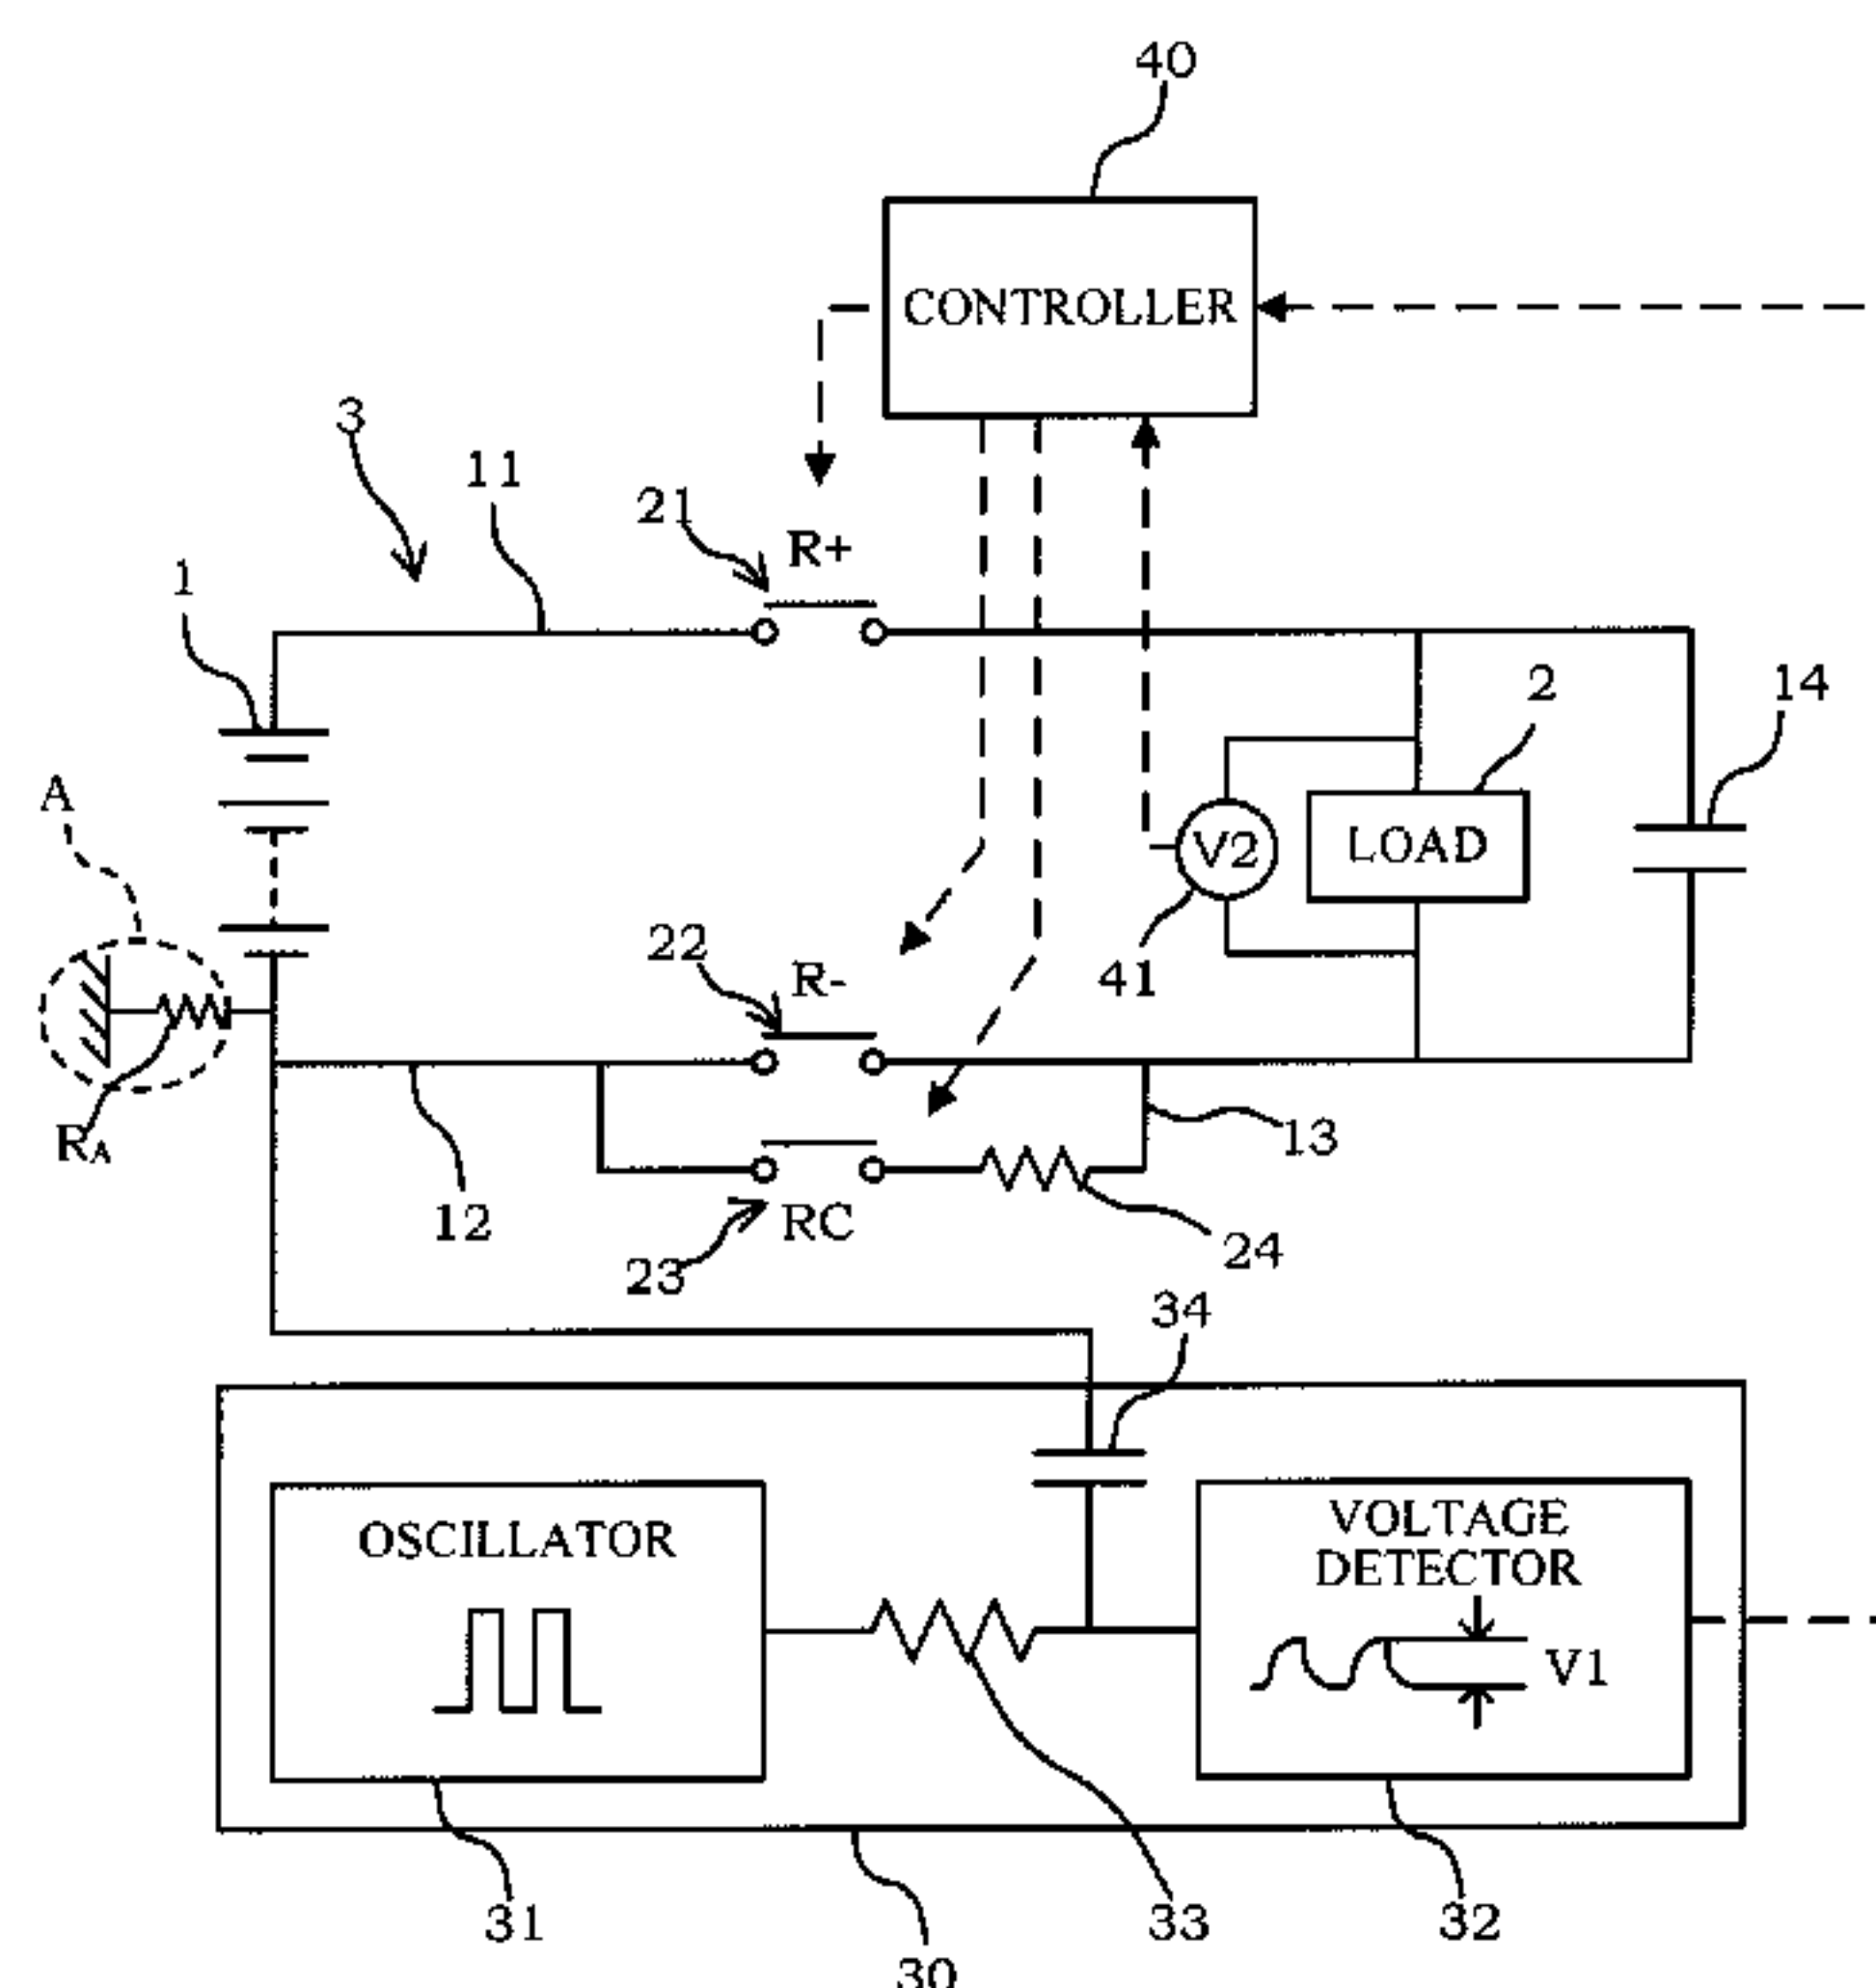 40
CONTROLLER
3
11
21
R+
1
2
14
A
V2
LOAD
22
R-
41
RA
12
13
RC
23
24
34
OSCILLATOR
VOLTAGE
DETECTOR
V1
31
33
32
30